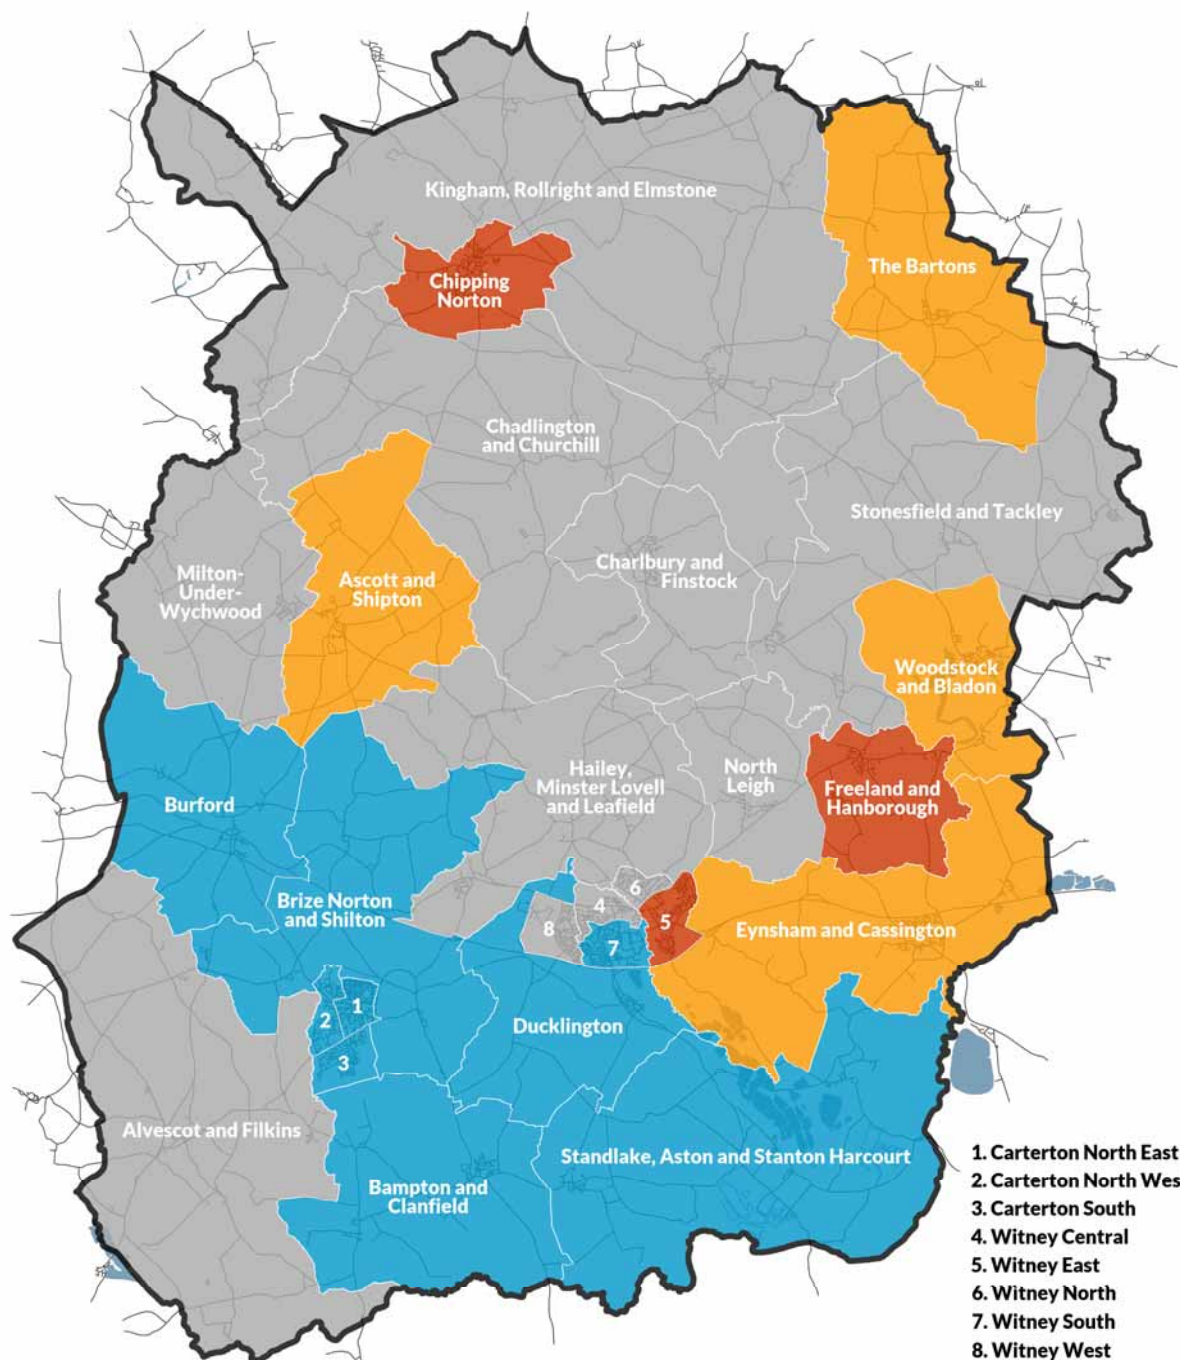 Kingham, Rollright and Elmstone
The Bartons
Chipping
Norton
Chadlington
and Churchill
Stonesfield and Tackley
Charlbury and
Finstock
Milton-
Under-
Wychwood
Ascott and
Shipton
Woodstock
and Bladon
Hailey,
Minster Lovell
and Leafield
North
Leigh
Freeland and
Hanborough
Burford
Brize Norton
and Shilton
6
4
5
8
7
Eynsham and Cassington
1
2
3
Ducklington
Alvescot and Filkins
Standlake, Aston and Stanton Harcourt
Bampton and
Clanfield
1. Carterton North East
2. Carterton North Wes
3. Carterton South
4. Witney Central
5. Witney East
6. Witney North
7. Witney South
8. Witney West